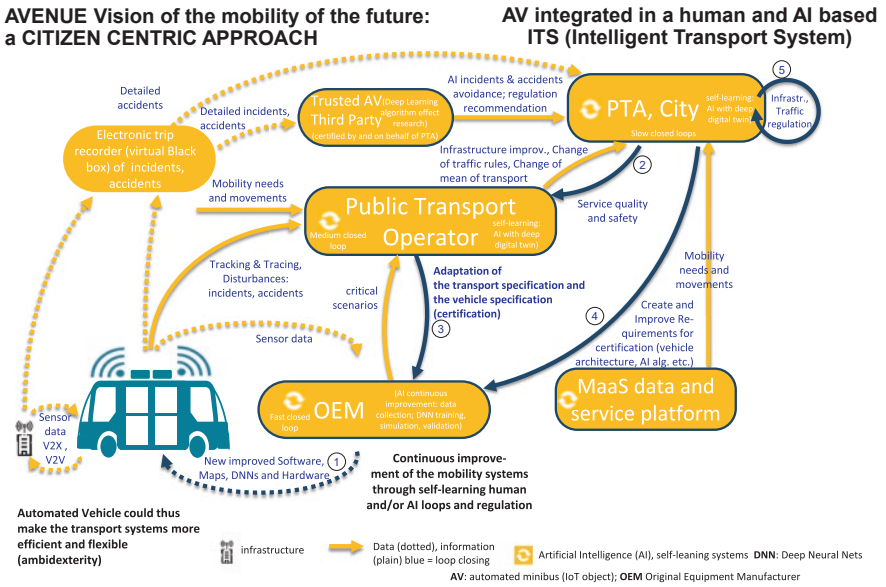 AVENUE Vision of the mobility of the future:
a CITIZEN CENTRIC APPROACH
AV integrated in a human and AI based
ITS (Intelligent Transport System)
Detailed
accidents
Detailed incidents,
accidents
Trusted AV (Deep Learning
Third Party algorithm effect
research)
(certified by and on behalf of PTA)
AI incidents & accidents
avoidance; regulation
recommendation
PTA, City
self-learning:
AI with deep
digital twin)
Slow closed loops
5
Infrastr.,
Traffic
regulation
Electronic trip
recorder (virtual Black
box) of incidents,
accidents
Infrastructure improv., Change
of traffic rules, Change of
mean of transport
2
Mobility needs
and movements
Public Transport
Operator
Medium closed
loop
self-learning:
AI with deep
digital twin)
Service quality
and safety
Tracking & Tracing,
Disturbances:
incidents, accidents
critical
scenarios
Adaptation of
the transport specification and
the vehicle specification
(certification)
3
4
Mobility
needs and
movements
Create and
Improve Re-
quirements for
certification (vehicle
architecture, AI alg. etc.)
Sensor data
OEM
Fast closed
loop
(AI continuous
improvement: data
collection; DNN training,
simulation, validation)
MaaS data and
service platform
Sensor
data
V2X ,
V2V
New improved Software,
Maps, DNNs and Hardware
1
Continuous improve-
ment of the mobility systems
through self-learning human
and/or AI loops and regulation
Automated Vehicle could thus
make the transport systems more
efficient and flexible
(ambidexterity)
infrastructure
Data (dotted), information
(plain) blue = loop closing
Artificial Intelligence (AI), self-leaning systems DNN: Deep Neural Nets
AV: automated minibus (IoT object); OEM Original Equipment Manufacturer